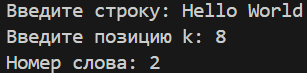 Введите строку: Hello World
Введите позицию k: 8
Номер слова: 2